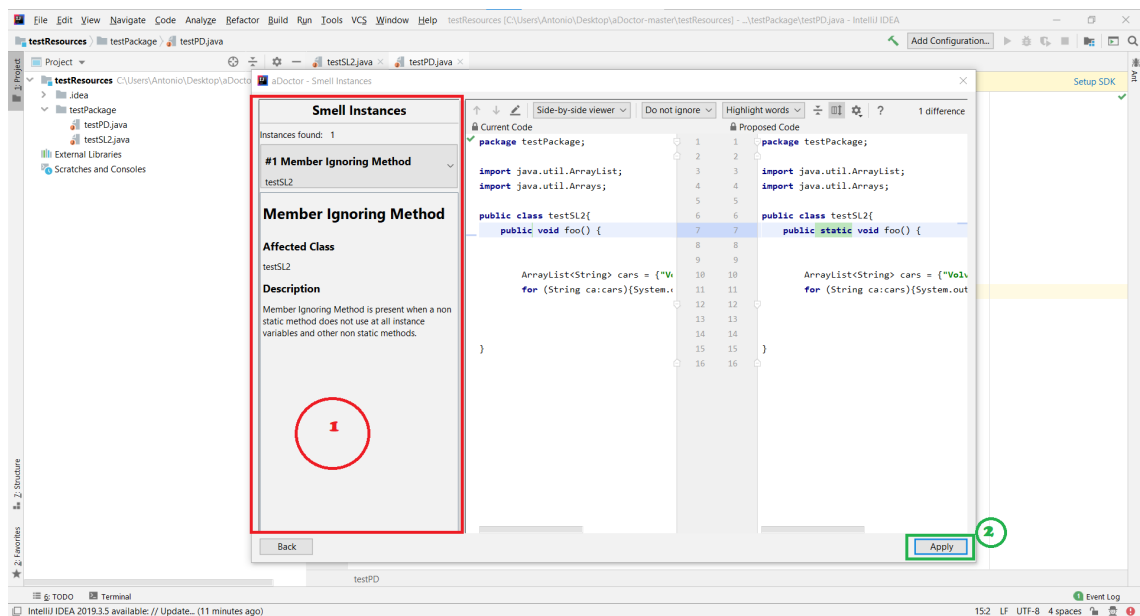 File Edit View Navigate Code Analyze Refactor Build Run Tools VCS Window Help testResources [C:\Users\Antonio\Desktop\aDoctor-master\testResources] - ...\testPackage\testPD.java - IntelliJ IDEA
testResources testPackage testPD.java Add Configuration...
1: Project
Project testSL2.java testPD.java
Ant
testResources C:\Users\Antonio\Desktop\aDocto
.idea
testPackage
testPD.java
testSL2.java
External Libraries
Scratches and Consoles
Setup SDK
aDoctor - Smell Instances
Smell Instances
Instances found: 1
#1 Member Ignoring Method
testSL2
Member Ignoring Method
Affected Class
testSL2
Description
Member Ignoring Method is present when a non
static method does not use at all instance
variables and other non static methods.
1
Side-by-side viewer Do not ignore Highlight words ? 1 difference
Current Code Proposed Code
package testPackage; 1 1 package testPackage;
2 2
import java.util.ArrayList; 3 3 import java.util.ArrayList;
import java.util.Arrays; 4 4 import java.util.Arrays;
5 5
public class testSL2{ 6 6 public class testSL2{
public void foo() { 7 7 public static void foo() {
8 8
9 9
ArrayList<String> cars = {"Vo 10 10 ArrayList<String> cars = {"Volv
for (String ca:cars){System.o 11 11 for (String ca:cars){System.out
12 12
13 13
14 14
} 15 15 }
16 16
Back Apply
2
7: Structure
2: Favorites
testPD
6: TODO Terminal Event Log
IntelliJ IDEA 2019.3.5 available: // Update... (11 minutes ago) 15:2 LF UTF-8 4 spaces